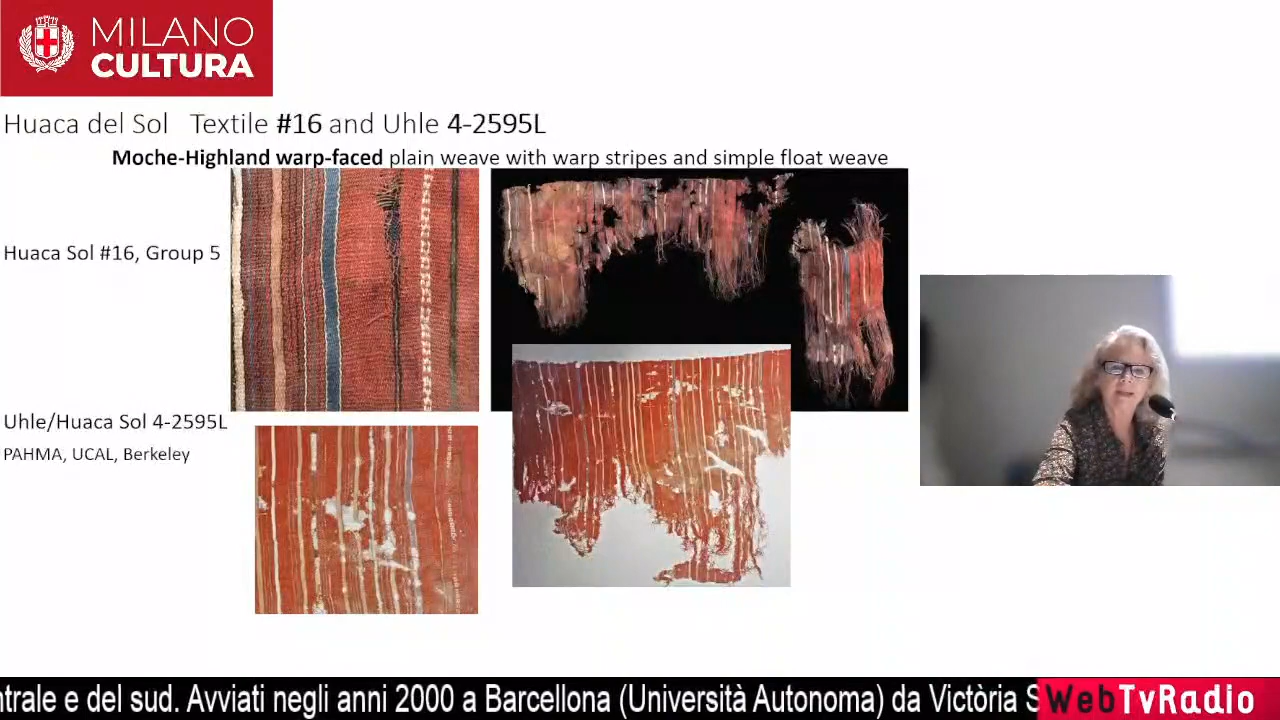 MILANO
CULTURA
Huaca del Sol Textile #16 and Uhle 4-2595L
Moche-Highland warp-faced plain weave with warp stripes and simple float weave
Huaca Sol #16, Group 5
Uhle/Huaca Sol 4-2595L
PAHMA, UCAL, Berkeley
ntrale e del sud. Avviati negli anni 2000 a Barcellona (Università Autonoma) da Victòria S
WebTvRadio